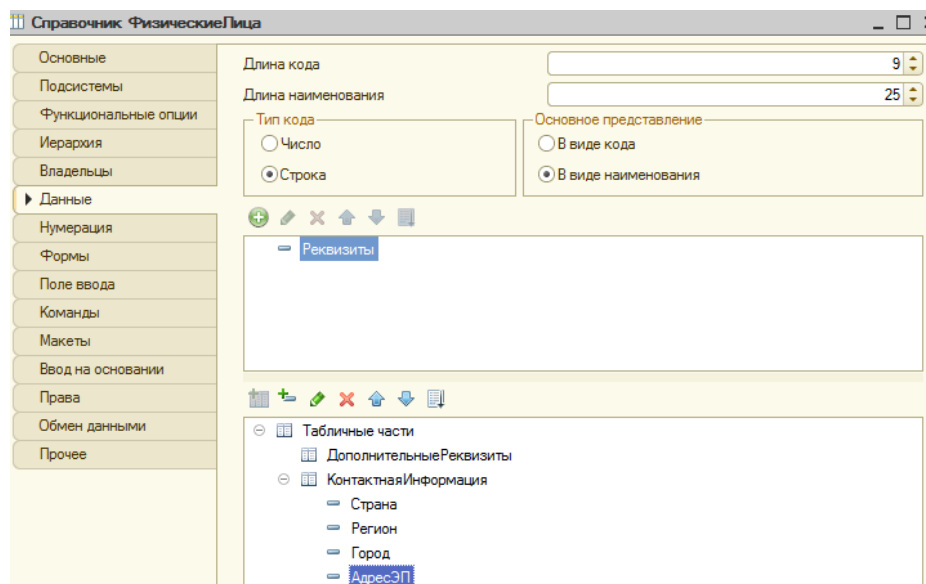 Справочник ФизическиеЛица
Основные
Подсистемы
Функциональные опции
Иерархия
Владельцы
Данные
Нумерация
Формы
Поле ввода
Команды
Макеты
Ввод на основании
Права
Обмен данными
Прочее
Длина кода 9
Длина наименования 25
Тип кода
Число
Строка
Основное представление
В виде кода
В виде наименования
Реквизиты
Табличные части
ДополнительныеРеквизиты
КонтактнаяИнформация
Страна
Регион
Город
АдресЭП